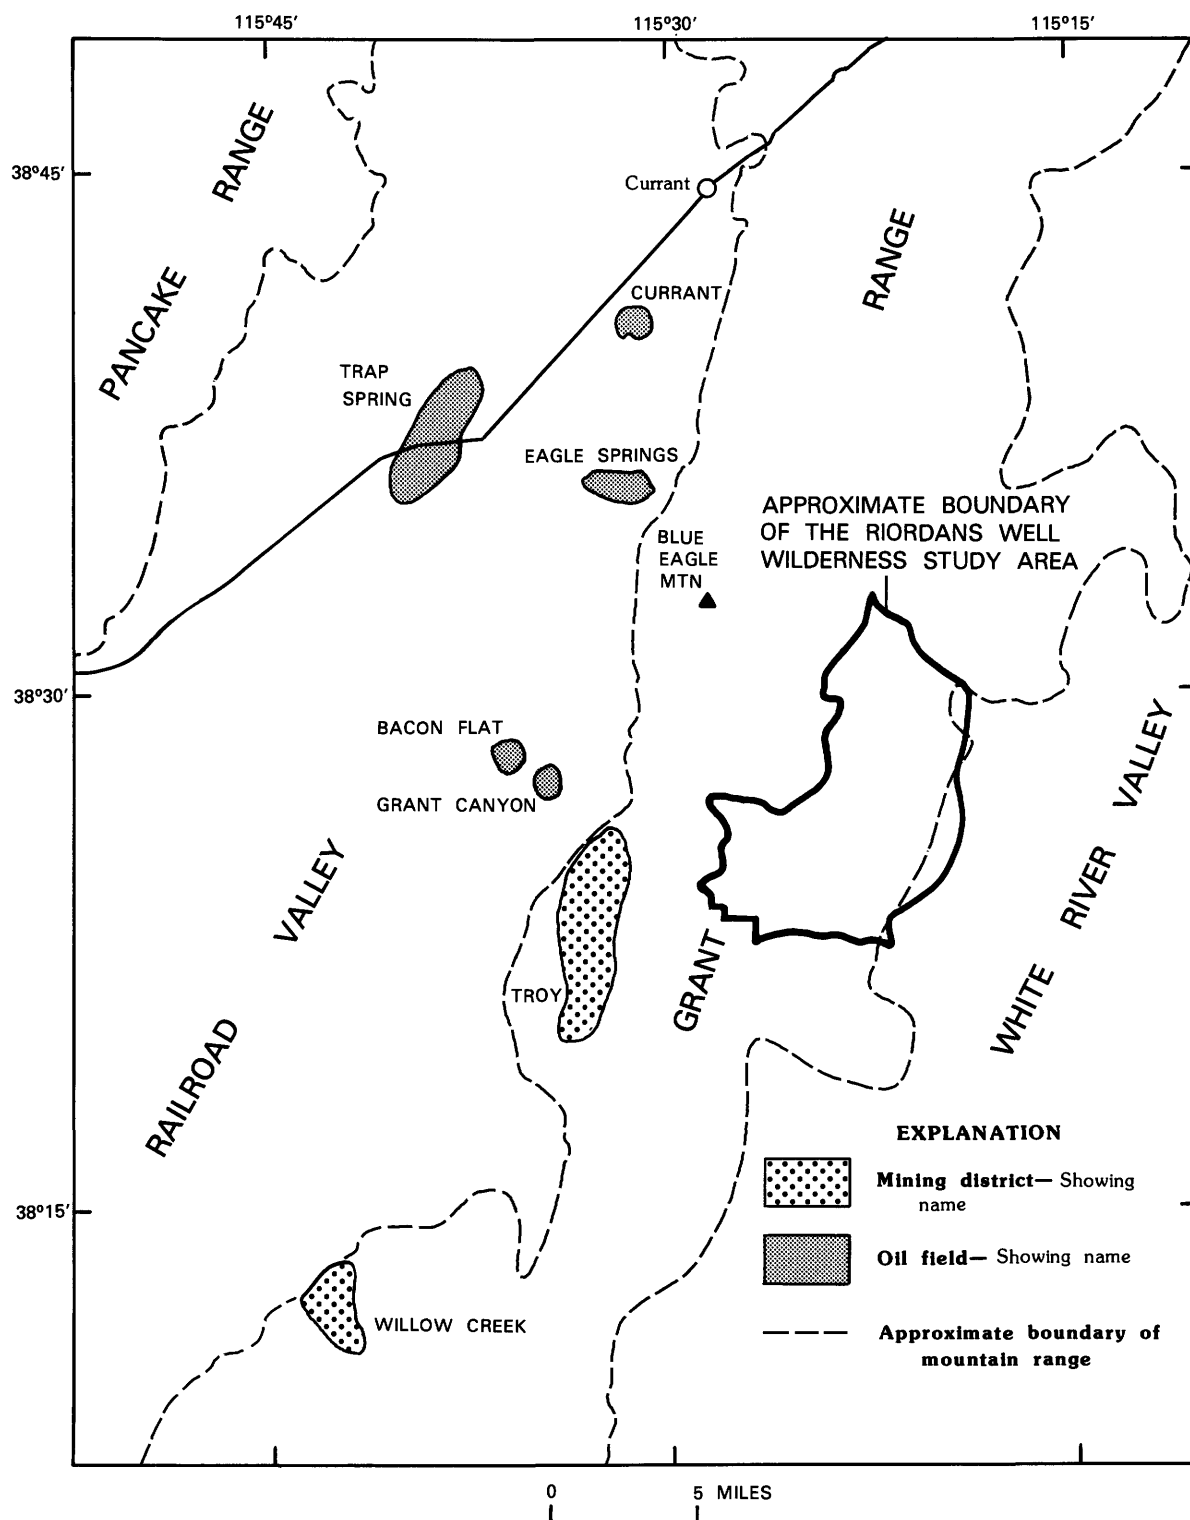 115°45′
115°30′
115°15′
38°45′
PANCAKE RANGE
Currant
CURRANT
RANGE
TRAP
SPRING
EAGLE SPRINGS
APPROXIMATE BOUNDARY
OF THE RIORDANS WELL
WILDERNESS STUDY AREA
BLUE
EAGLE
MTN
38°30′
BACON FLAT
GRANT CANYON
RAILROAD VALLEY
TROY
GRANT
WHITE RIVER VALLEY
38°15′
WILLOW CREEK
EXPLANATION
Mining district— Showing
name
Oil field— Showing name
Approximate boundary of
mountain range
0 5 MILES